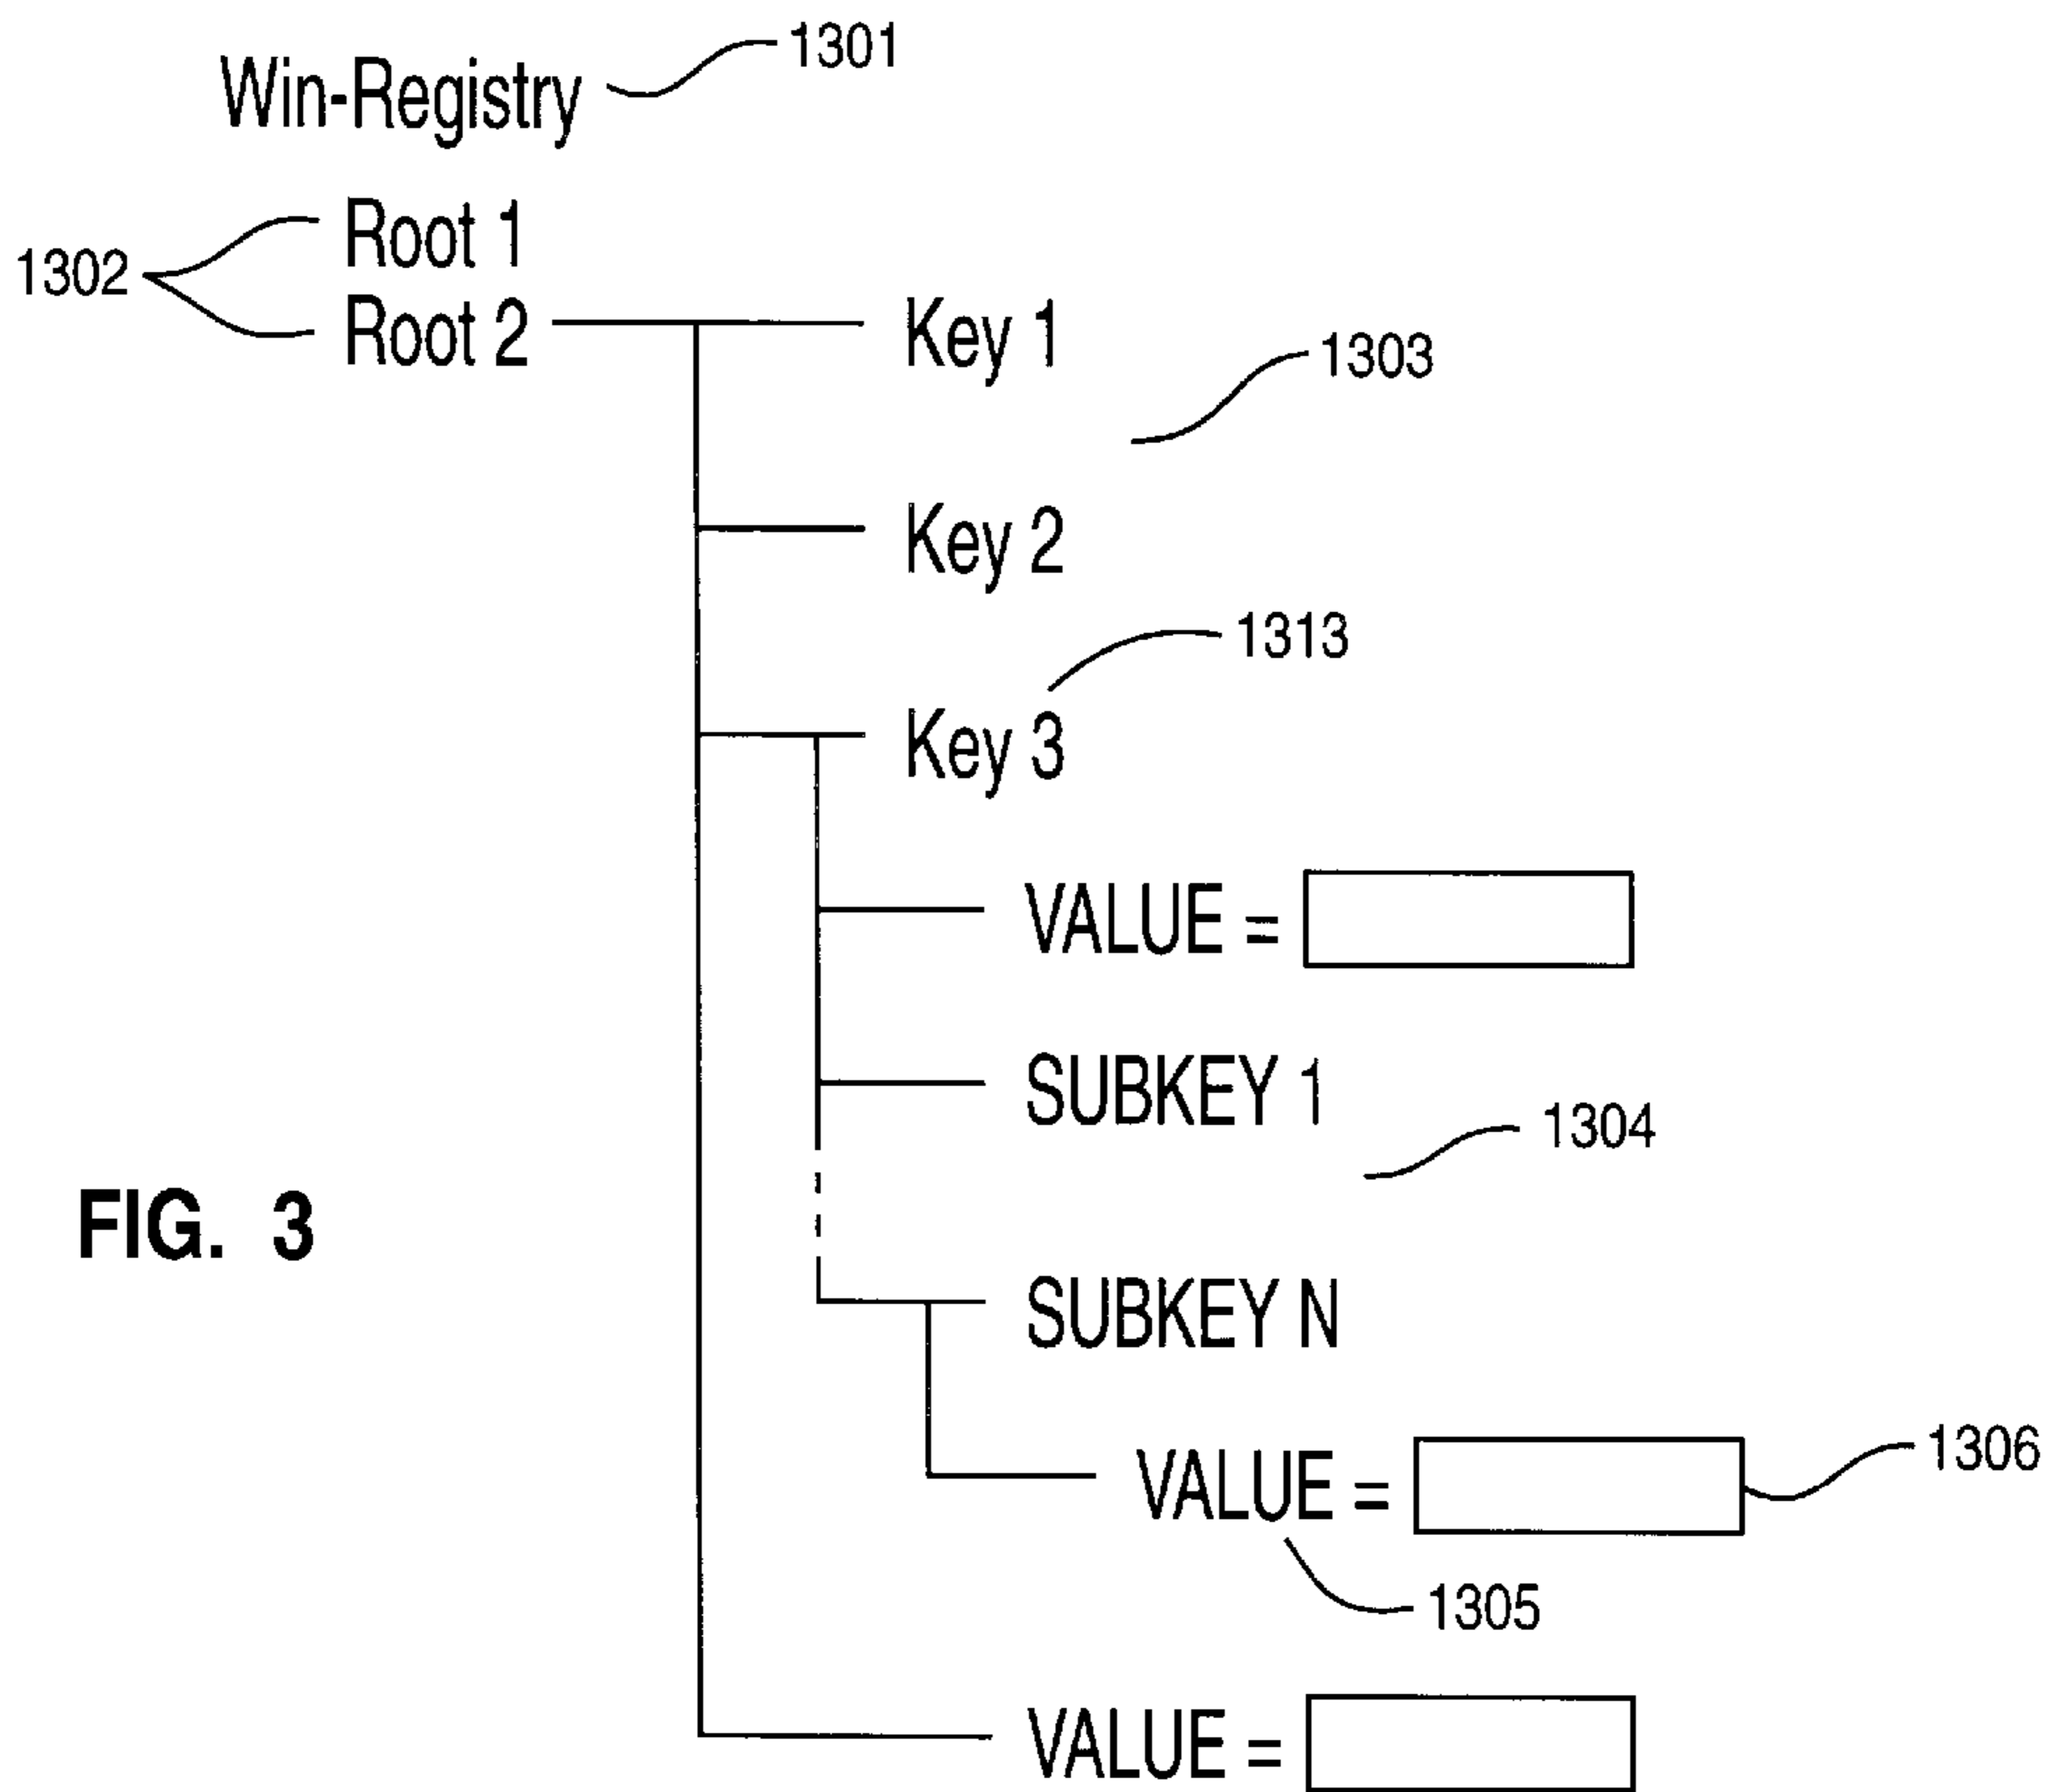 Win-Registry 1301
Root 1
1302
Root 2 Key 1
1303
Key 2
1313
Key 3
VALUE =
SUBKEY 1
1304
FIG. 3
SUBKEY N
VALUE = 1306
1305
VALUE =